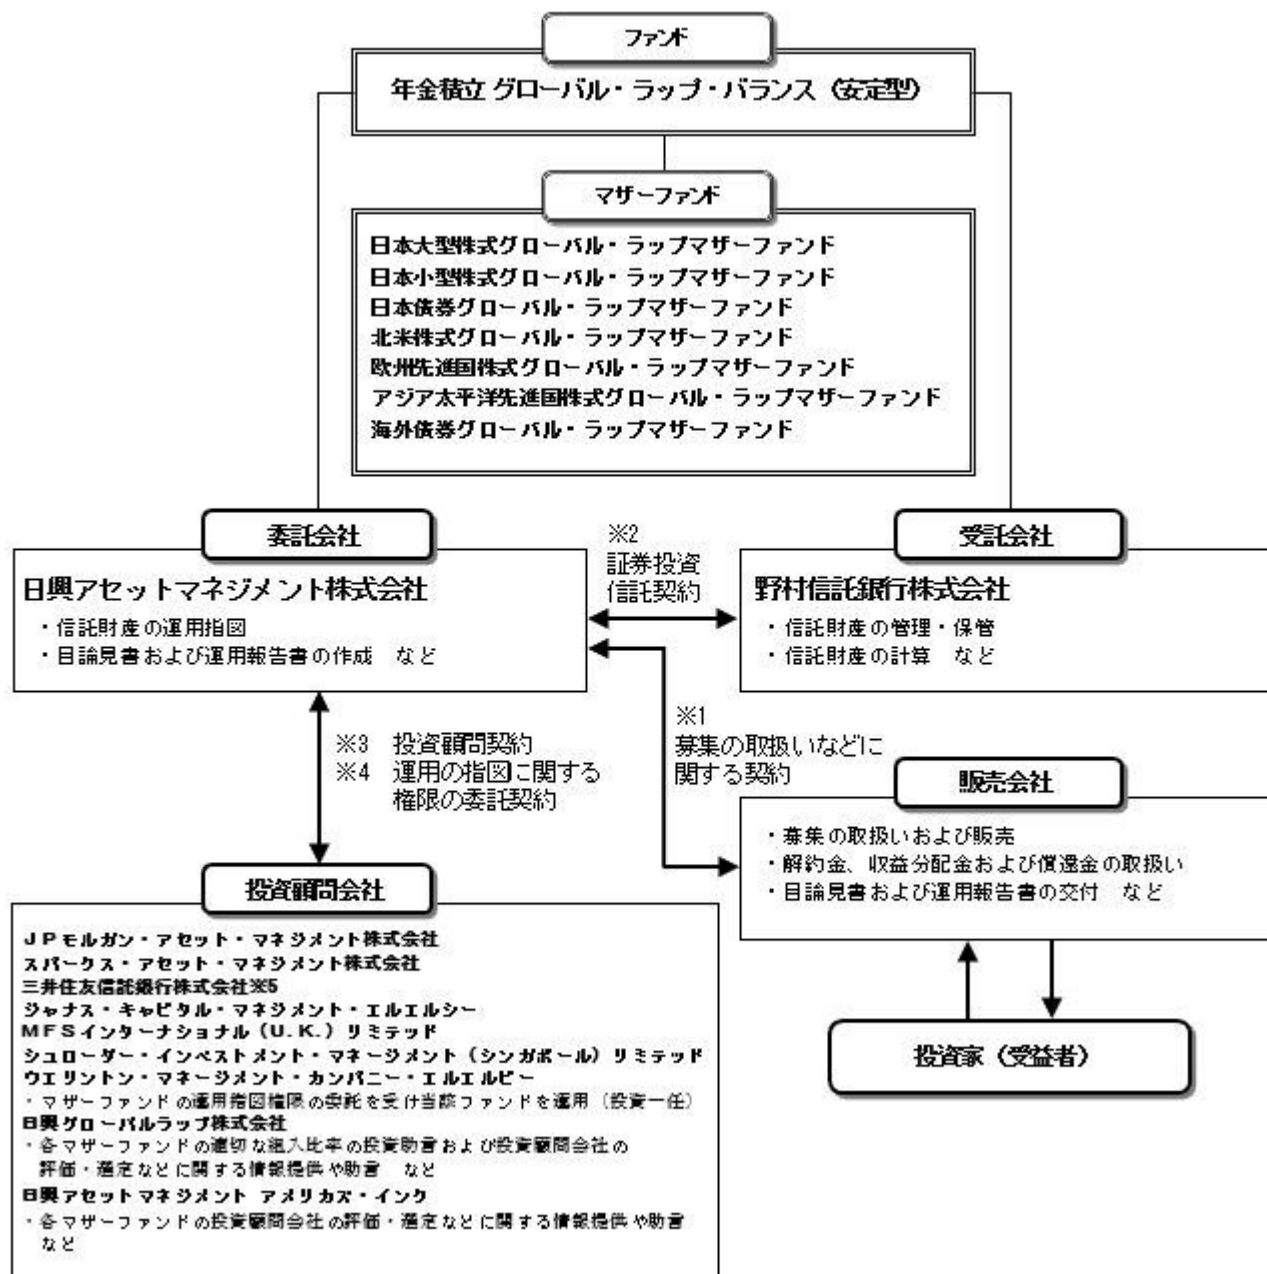 ファンド
年金積立 グローバル・ラップ・バランス（安定型）
マザーファンド
日本大型株式グローバル・ラップマザーファンド
日本小型株式グローバル・ラップマザーファンド
日本債券グローバル・ラップマザーファンド
北米株式グローバル・ラップマザーファンド
欧州先進国株式グローバル・ラップマザーファンド
アジア太平洋先進国株式グローバル・ラップマザーファンド
海外債券グローバル・ラップマザーファンド
委託会社
日興アセットマネジメント株式会社
・信託財産の運用指図
・目論見書および運用報告書の作成　など
※2
証券投資
信託契約
受託会社
野村信託銀行株式会社
・信託財産の管理・保管
・信託財産の計算　など
※3　投資顧問契約
※4　運用の指図に関する
権限の委託契約
※1
募集の取扱いなどに
関する契約
販売会社
・募集の取扱いおよび販売
・解約金、収益分配金および償還金の取扱い
・目論見書および運用報告書の交付　など
投資家（受益者）
投資顧問会社
ＪＰモルガン・アセット・マネジメント株式会社
スパークス・アセット・マネジメント株式会社
三井住友信託銀行株式会社※5
ジャナス・キャピタル・マネジメント・エルエルシー
ＭＦＳインターナショナル（Ｕ.Ｋ.）リミテッド
シュローダー・インベストメント・マネージメント（シンガポール）リミテッド
ウエリントン・マネージメント・カンパニー・エルエルピー
・マザーファンドの運用指図権限の委託を受け当該ファンドを運用（投資一任）
日興グローバルラップ株式会社
・各マザーファンドの適切な組入比率の投資助言および投資顧問会社の
評価・選定などに関する情報提供や助言　など
日興アセットマネジメント アメリカズ・インク
・各マザーファンドの投資顧問会社の評価・選定などに関する情報提供や助言
など